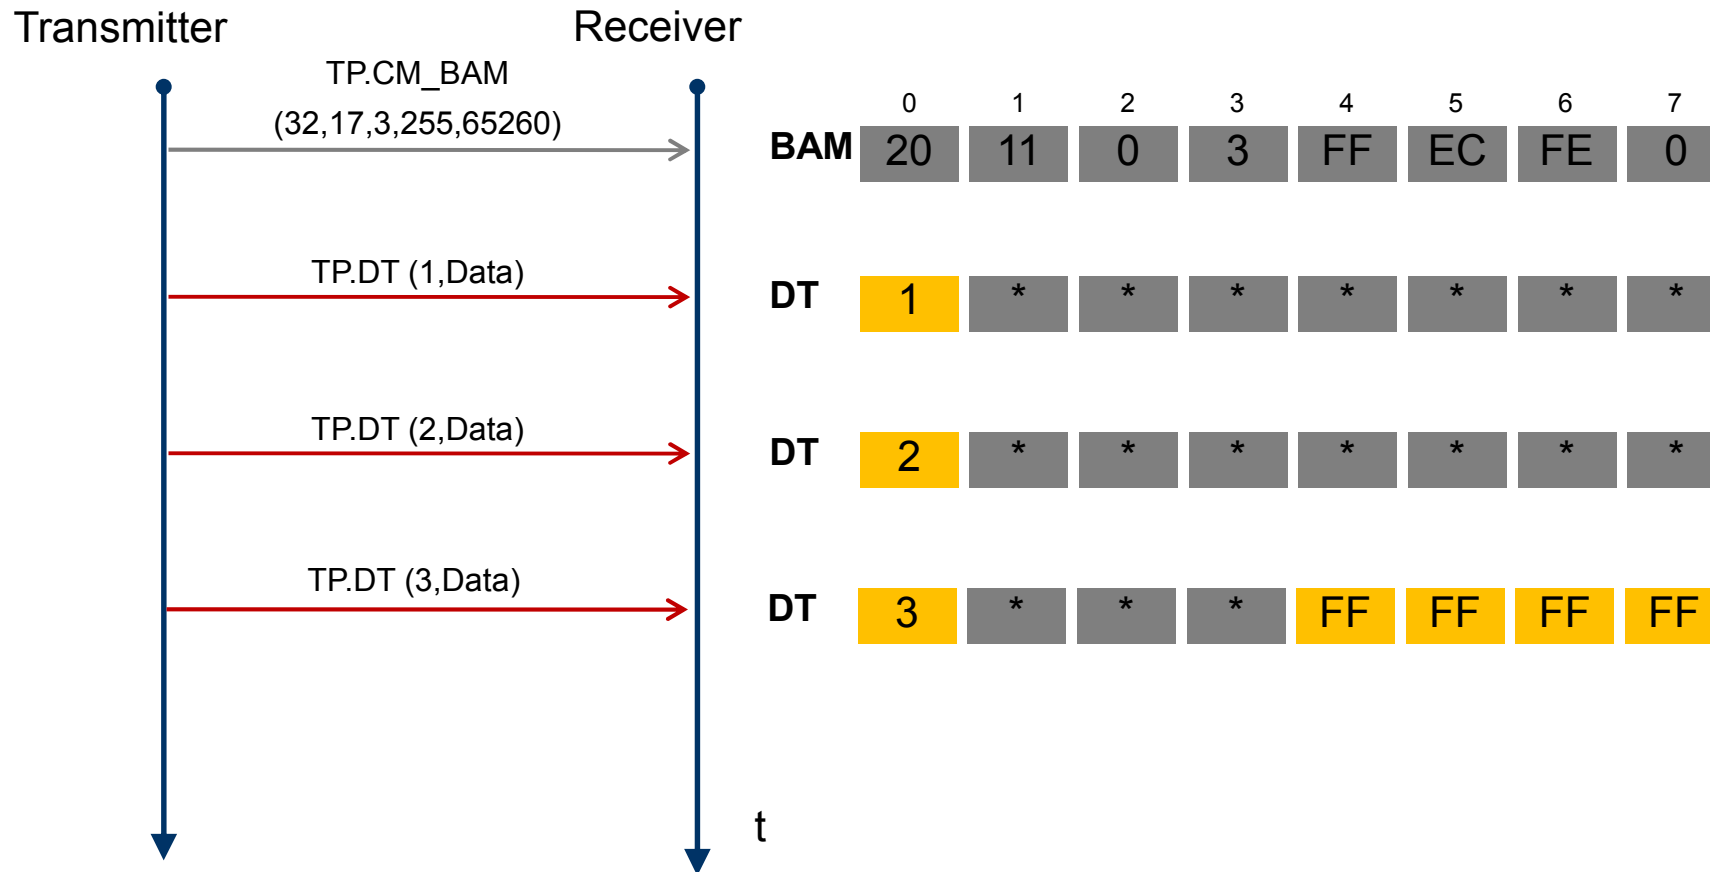 Transmitter
Receiver
TP.CM_BAM
(32,17,3,255,65260)
0 1 2 3 4 5 6 7
BAM 20 11 0 3 FF EC FE 0
TP.DT (1,Data)
DT 1 * * * * * * *
TP.DT (2,Data)
DT 2 * * * * * * *
TP.DT (3,Data)
DT 3 * * * FF FF FF FF
t